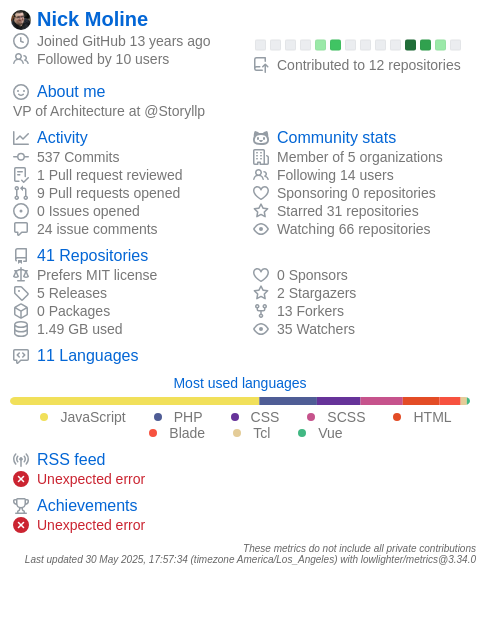 Nick Moline
Joined GitHub 13 years ago
Followed by 10 users
Contributed to 12 repositories
About me
VP of Architecture at @Storyllp
Activity
537 Commits
1 Pull request reviewed
9 Pull requests opened
0 Issues opened
24 issue comments
Community stats
Member of 5 organizations
Following 14 users
Sponsoring 0 repositories
Starred 31 repositories
Watching 66 repositories
41 Repositories
Prefers MIT license
5 Releases
0 Packages
1.49 GB used
0 Sponsors
2 Stargazers
13 Forkers
35 Watchers
11 Languages
Most used languages
JavaScript PHP CSS SCSS HTML
Blade Tcl Vue
RSS feed
Unexpected error
Achievements
Unexpected error
These metrics do not include all private contributions
Last updated 30 May 2025, 17:57:34 (timezone America/Los_Angeles) with lowlighter/metrics@3.34.0